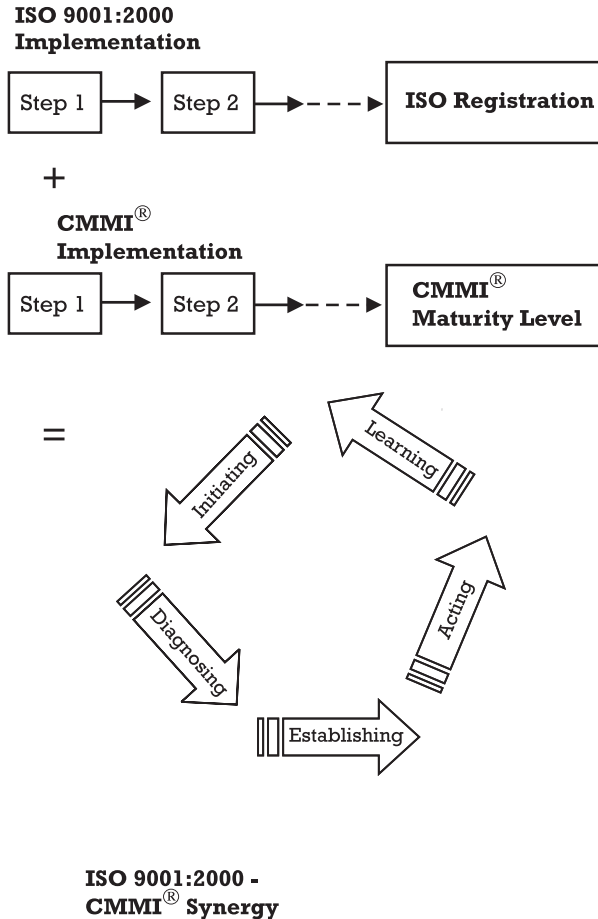 ISO 9001:2000
Implementation
Step 1
Step 2
ISO Registration
+
CMMI®
Implementation
Step 1
Step 2
CMMI®
Maturity Level
=
Learning
Initiating
Acting
Diagnosing
Establishing
ISO 9001:2000 -
CMMI® Synergy